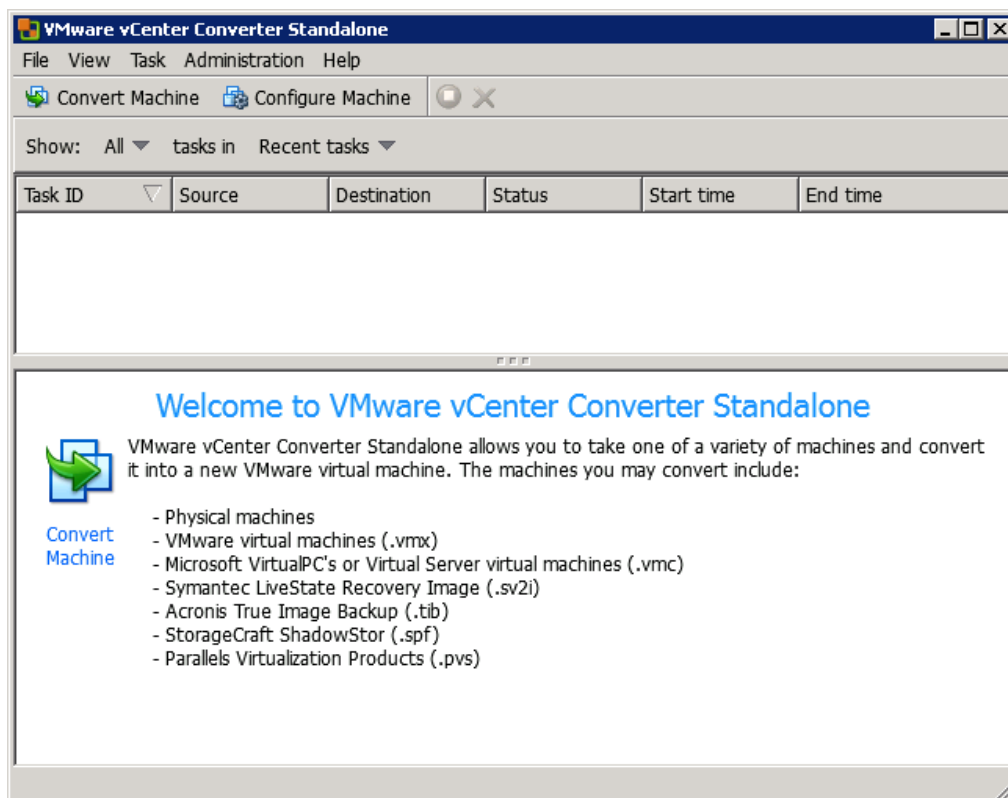 VMware vCenter Converter Standalone
File View Task Administration Help
Convert Machine Configure Machine
Show: All tasks in Recent tasks
Task ID Source Destination Status Start time End time
Welcome to VMware vCenter Converter Standalone
VMware vCenter Converter Standalone allows you to take one of a variety of machines and convert
it into a new VMware virtual machine. The machines you may convert include:
Convert
Machine
- Physical machines
- VMware virtual machines (.vmx)
- Microsoft VirtualPC's or Virtual Server virtual machines (.vmc)
- Symantec LiveState Recovery Image (.sv2i)
- Acronis True Image Backup (.tib)
- StorageCraft ShadowStor (.spf)
- Parallels Virtualization Products (.pvs)